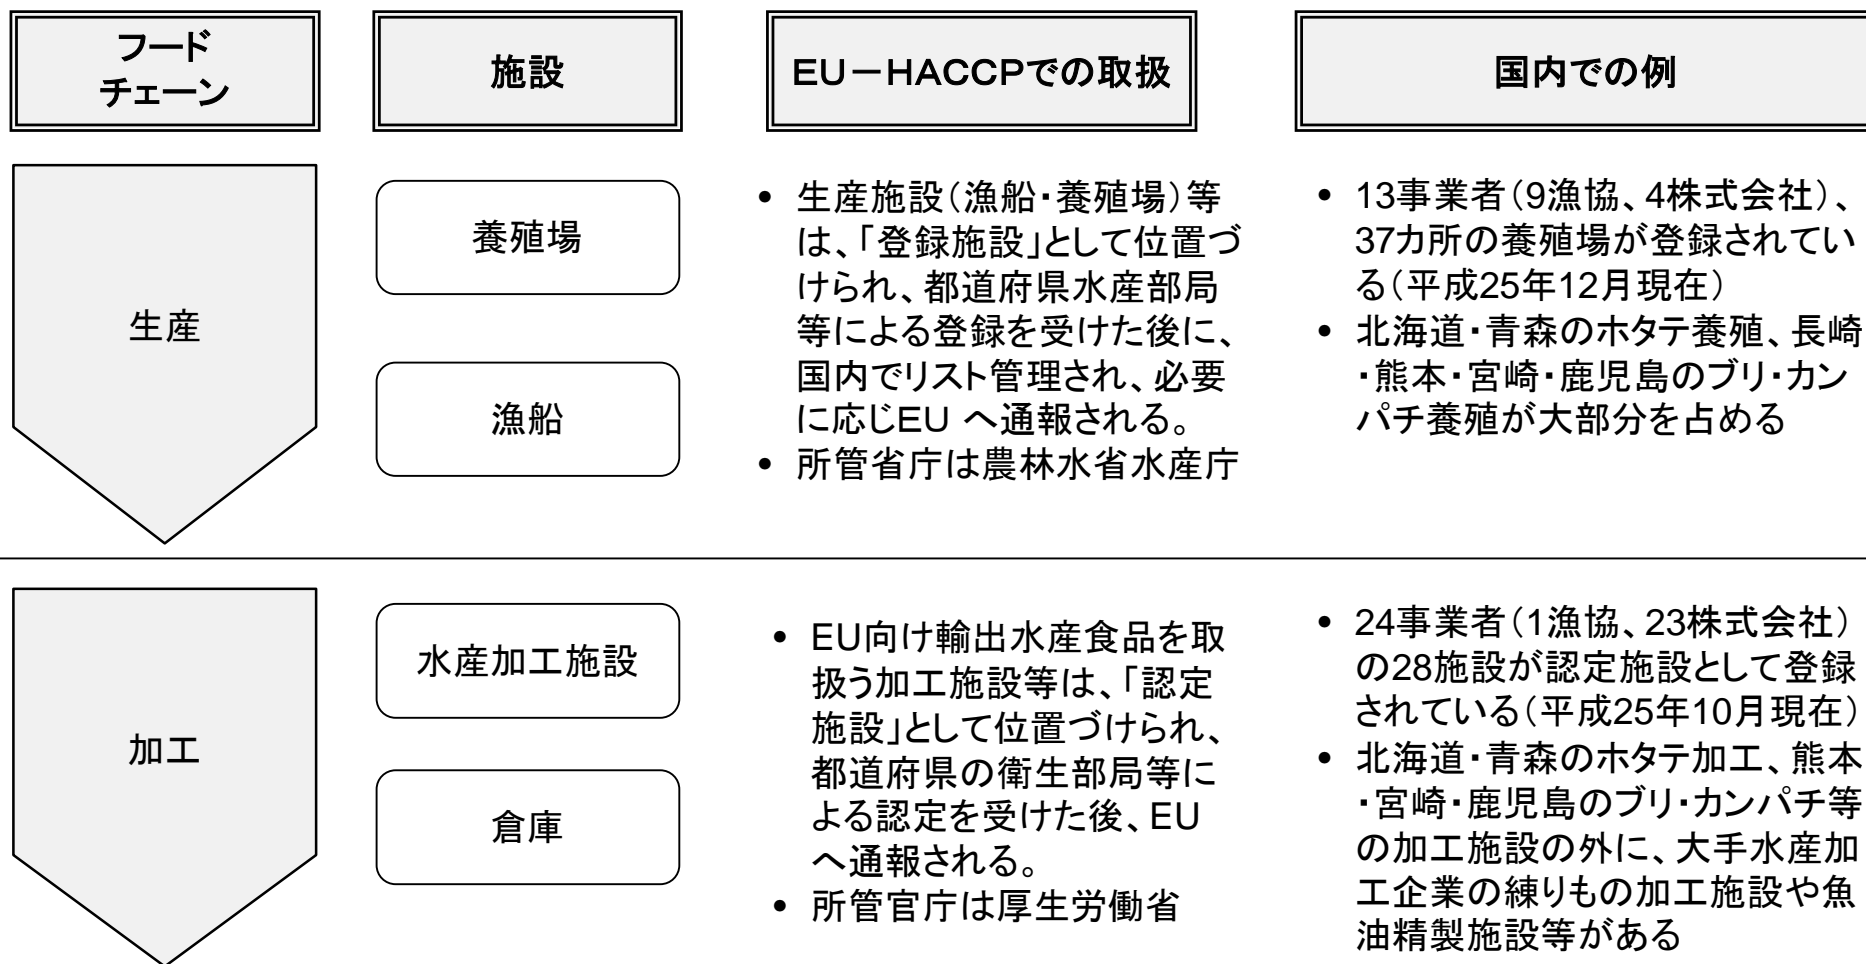 フード
チェーン
施設
EU－HACCPでの取扱
国内での例
生産
養殖場
漁船
• 生産施設（漁船・養殖場）等
は、「登録施設」として位置づ
けられ、都道府県水産部局
等による登録を受けた後に、
国内でリスト管理され、必要
に応じEU へ通報される。
• 所管省庁は農林水省水産庁
• 13事業者（9漁協、4株式会社）、
37カ所の養殖場が登録されてい
る（平成25年12月現在）
• 北海道・青森のホタテ養殖、長崎
・熊本・宮崎・鹿児島のブリ・カン
パチ養殖が大部分を占める
加工
水産加工施設
倉庫
• EU向け輸出水産食品を取
扱う加工施設等は、「認定
施設」として位置づけられ、
都道府県の衛生部局等に
よる認定を受けた後、EU
へ通報される。
• 所管官庁は厚生労働省
• 24事業者（1漁協、23株式会社）
の28施設が認定施設として登録
されている（平成25年10月現在）
• 北海道・青森のホタテ加工、熊本
・宮崎・鹿児島のブリ・カンパチ等
の加工施設の外に、大手水産加
工企業の練りもの加工施設や魚
油精製施設等がある